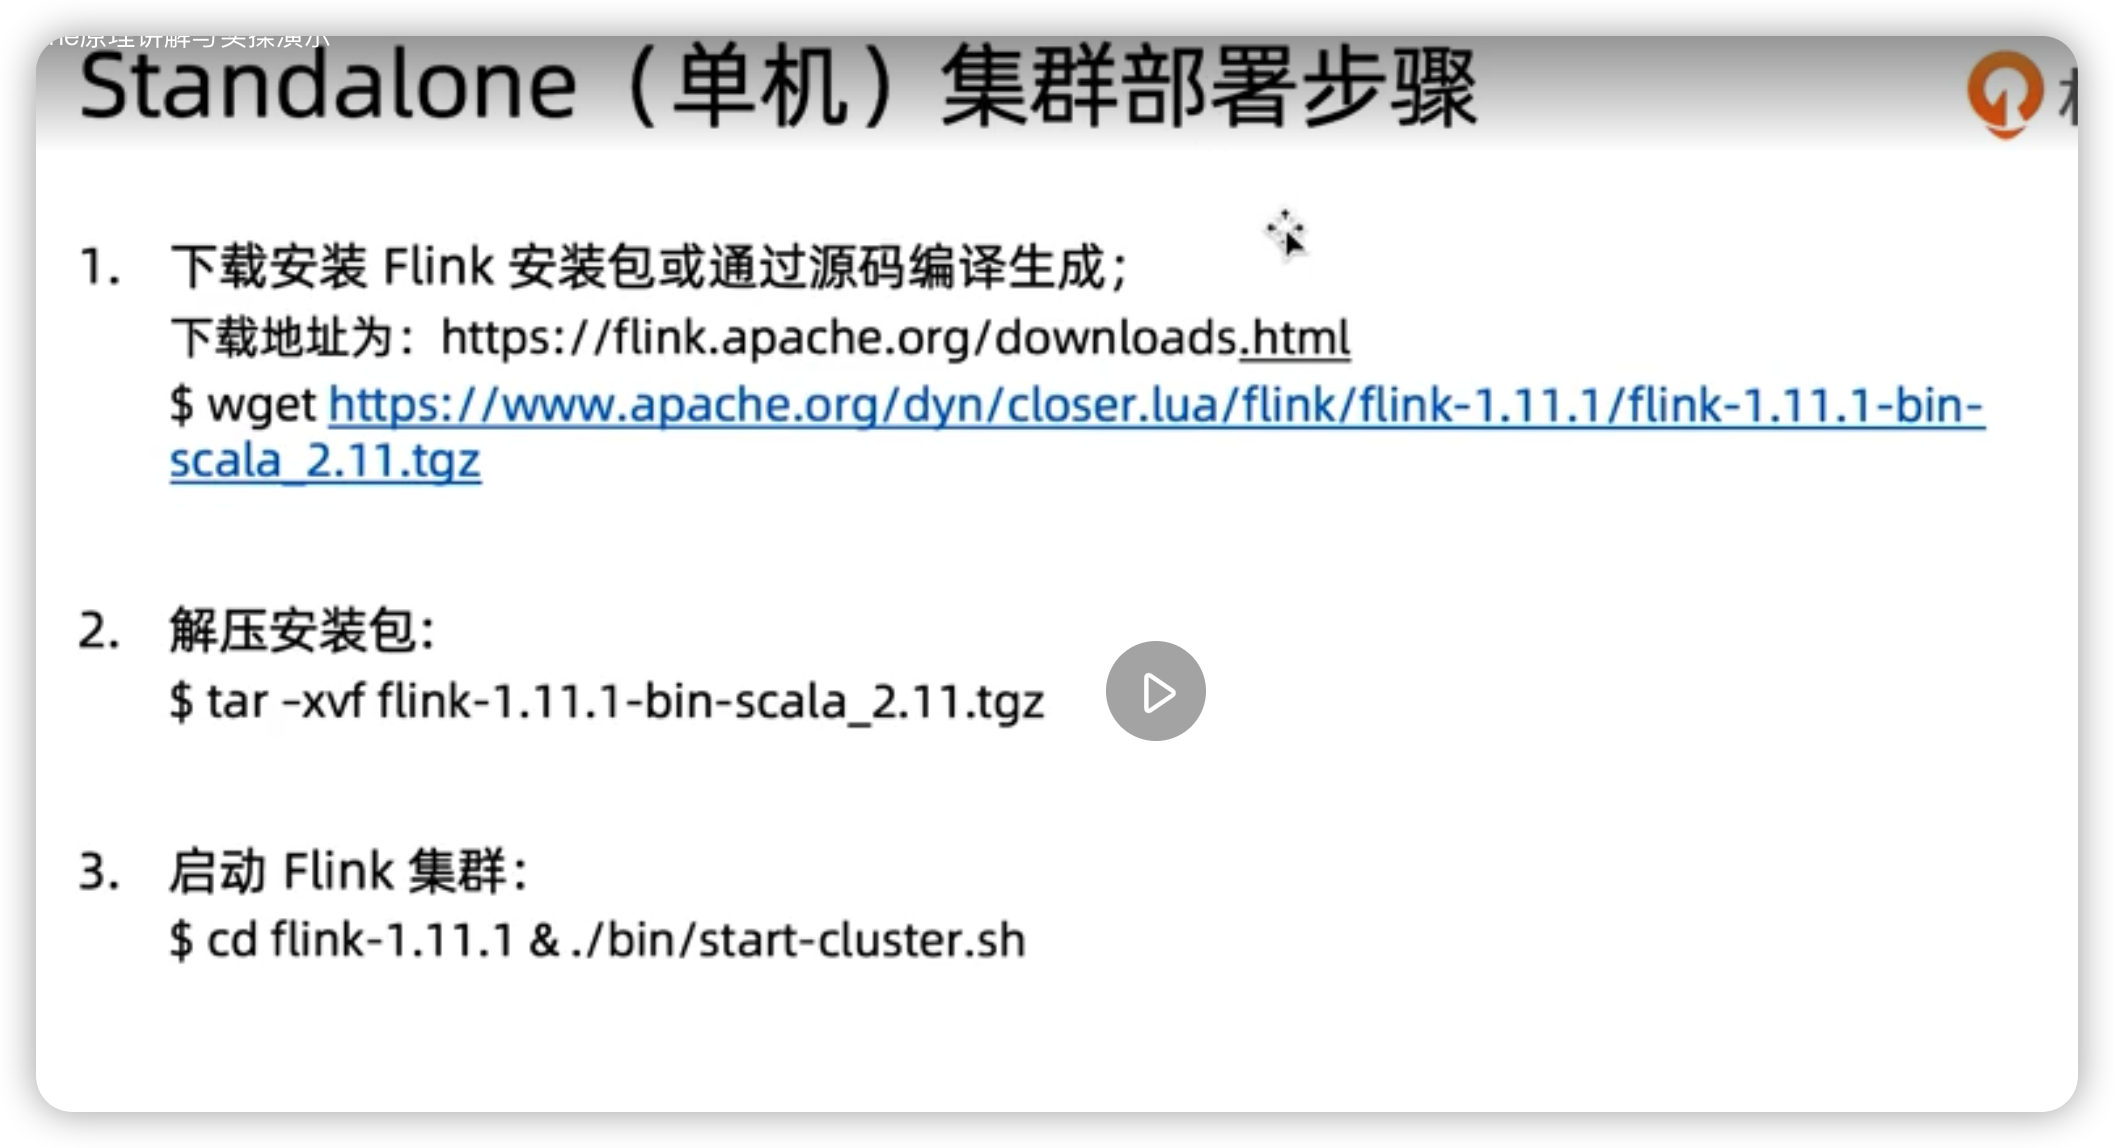 ne原理讲解与实操演示
Standalone（单机）集群部署步骤
1. 下载安装 Flink 安装包或通过源码编译生成；
下载地址为：https://flink.apache.org/downloads.html
$ wget https://www.apache.org/dyn/closer.lua/flink/flink-1.11.1/flink-1.11.1-bin-
scala_2.11.tgz
2. 解压安装包：
$ tar –xvf flink-1.11.1-bin-scala_2.11.tgz
3. 启动 Flink 集群：
$ cd flink-1.11.1 & ./bin/start-cluster.sh